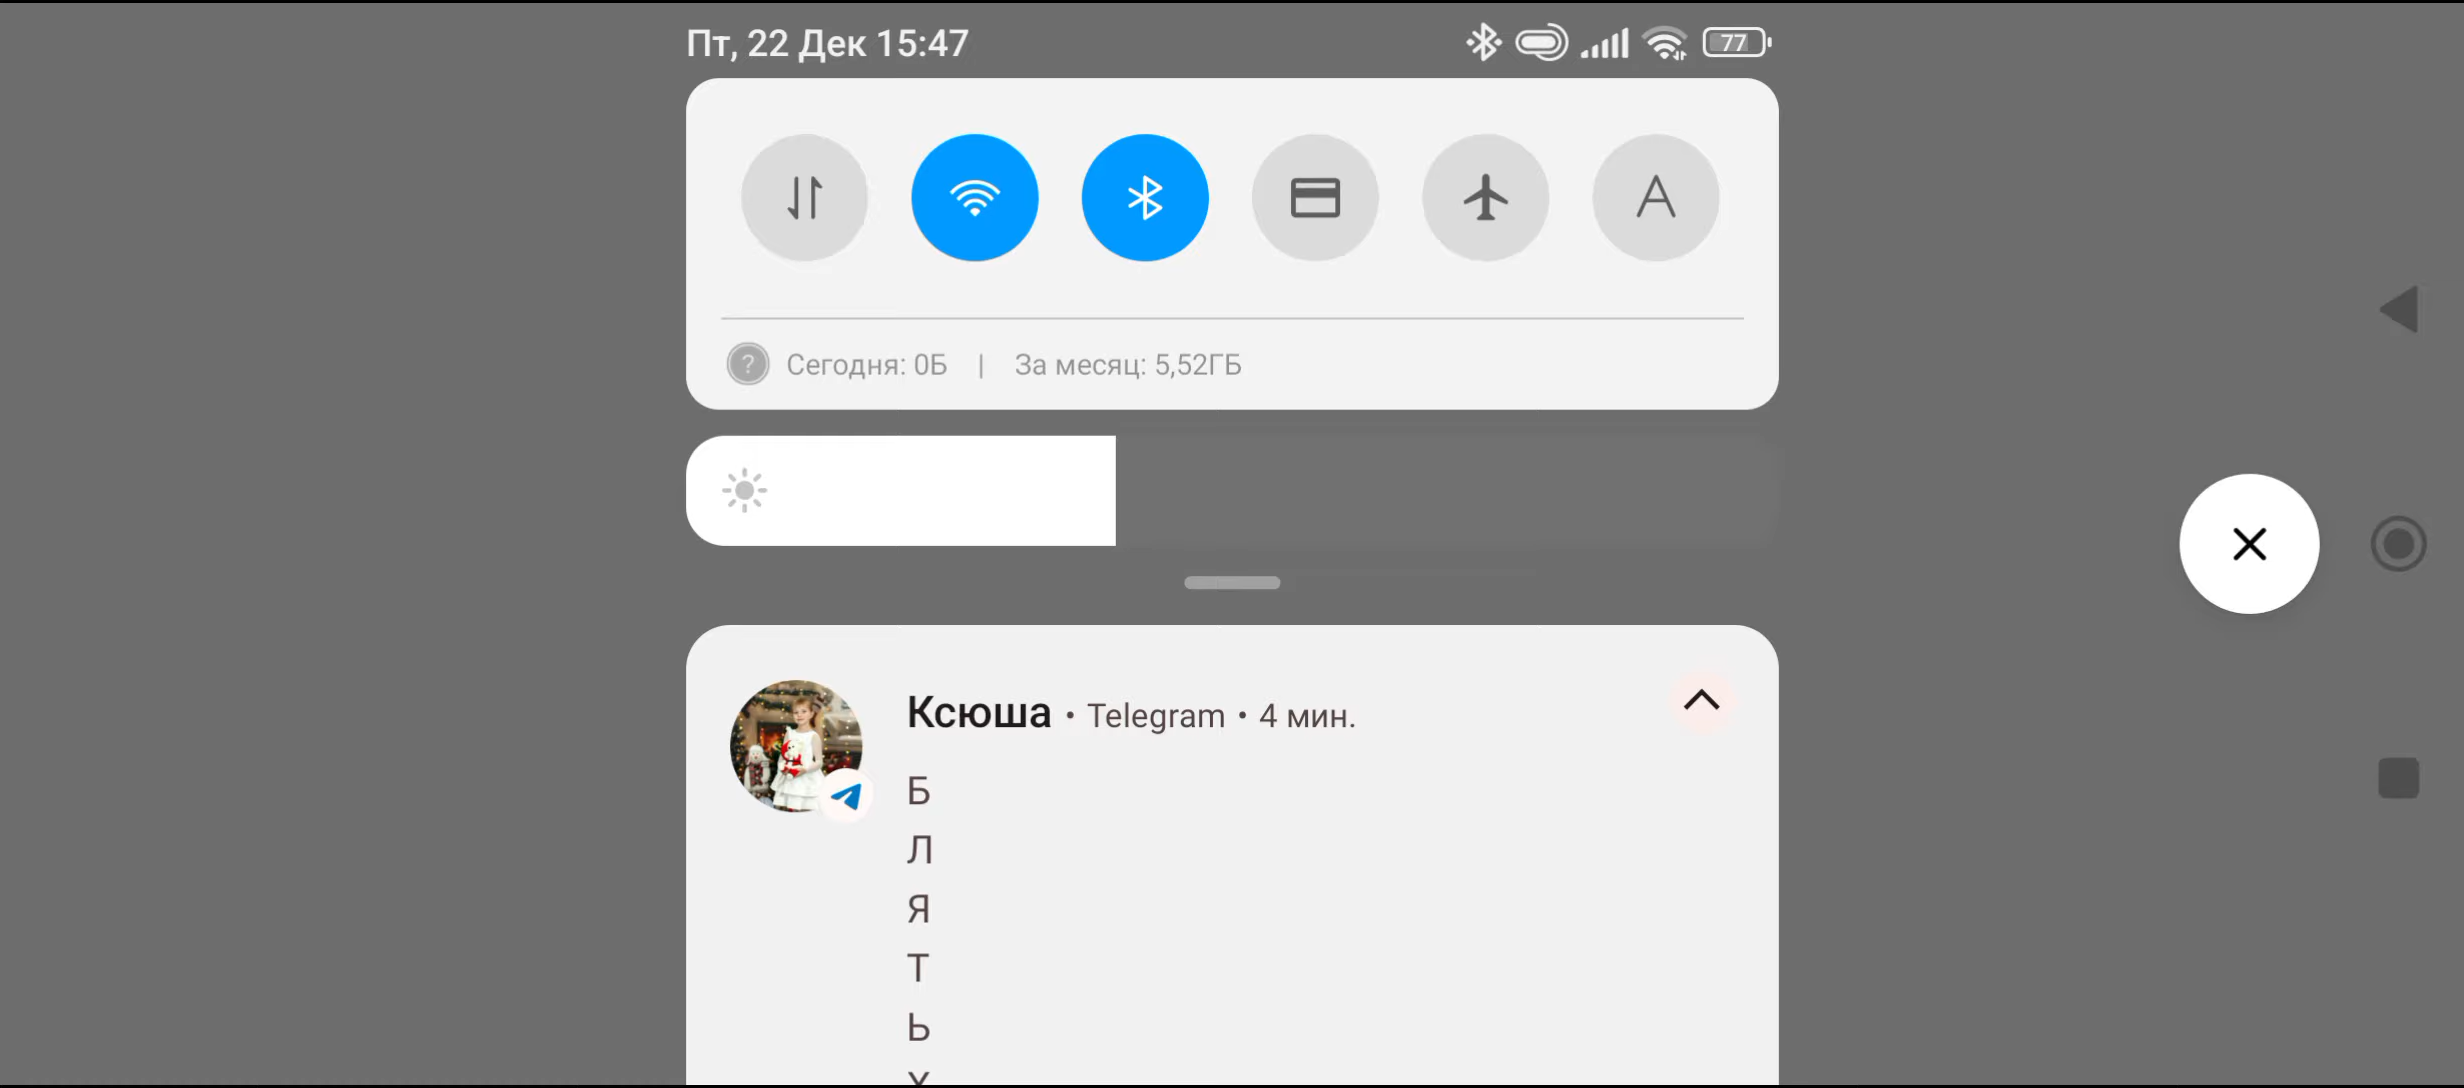 Пт, 22 Дек 15:47
77
A
? Сегодня: 0Б | За месяц: 5,52ГБ
Ксюша • Telegram • 4 мин.
Б
Л
Я
Т
Ь